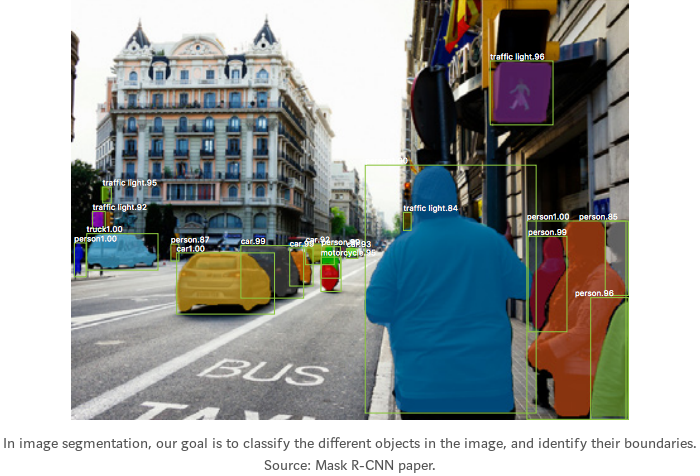 traffic light.96
traffic light.95
traffic light.92
traffic light.84
truck1.00
person1.00
person.87
car1.00
car.99
motorcycle.95
person1.00
person.85
person.99
person.96
BUS
TAXI
In image segmentation, our goal is to classify the different objects in the image, and identify their boundaries.
Source: Mask R-CNN paper.